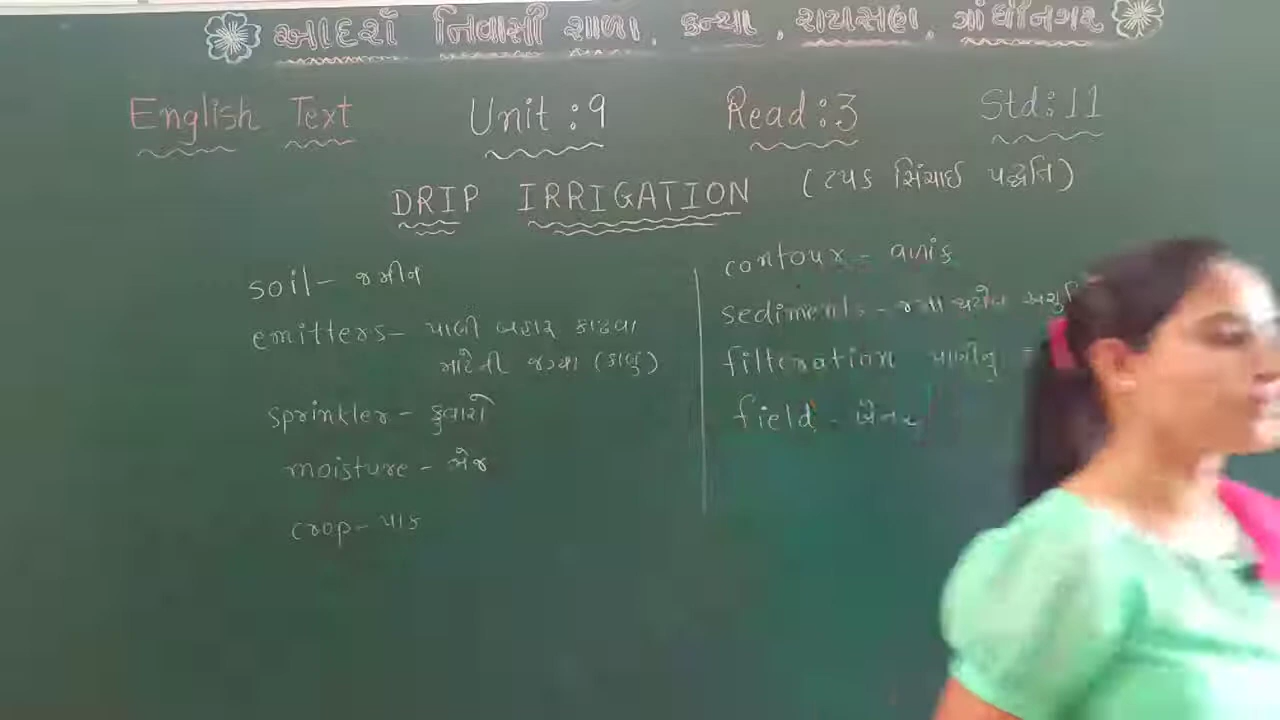 આદર્શ નિવાસી શાળા, કન્યા, રાયસણ, ગાંધીનગર
English Text Unit:9 Read:3 Std:11
DRIP IRRIGATION (ટપક સિંચાઈ પદ્ધતિ)
soil - જમીન
emitters - પાણી બહાર કાઢવા
માટેની જગ્યા (કાણુ)
sprinkler - ફુવારો
moisture - ભેજ
crop - પાક
contour - વળાંક
sediments -
filteration પાણીનુ
field - ખેતર